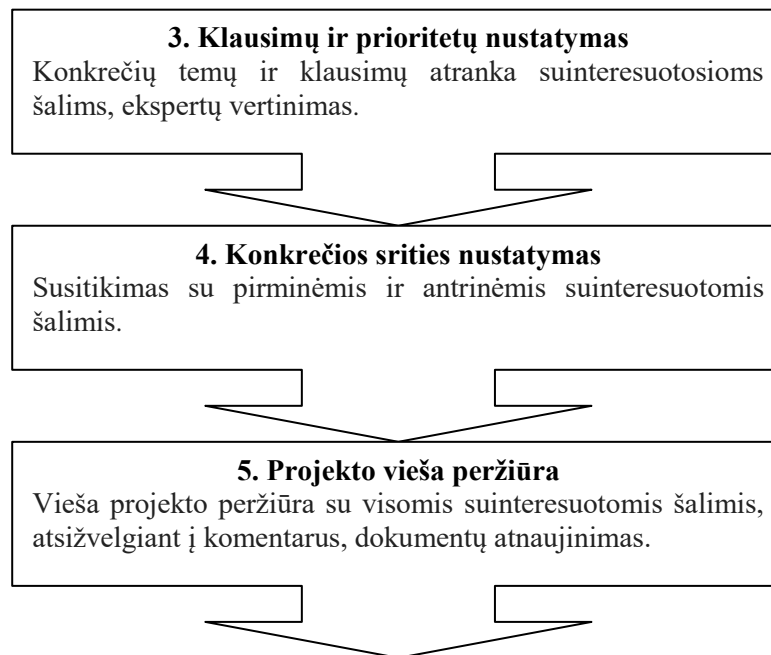 3. Klausimų ir prioritetų nustatymas
Konkrečių temų ir klausimų atranka suinteresuotosioms
šalims, ekspertų vertinimas.
4. Konkrečios srities nustatymas
Susitikimas su pirminėmis ir antrinėmis suinteresuotomis
šalimis.
5. Projekto vieša peržiūra
Vieša projekto peržiūra su visomis suinteresuotomis šalimis,
atsižvelgiant į komentarus, dokumentų atnaujinimas.